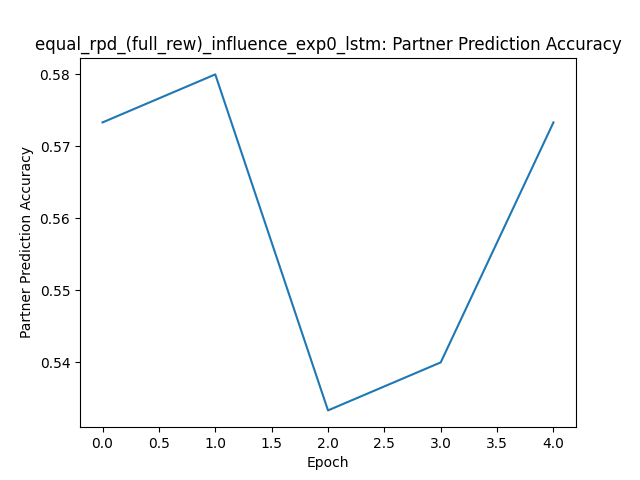 equal_rpd_(full_rew)_influence_exp0_lstm: Partner Prediction Accuracy
0.58
0.57
0.56
0.55
0.54
Partner Prediction Accuracy
0.0 0.5 1.0 1.5 2.0 2.5 3.0 3.5 4.0
Epoch